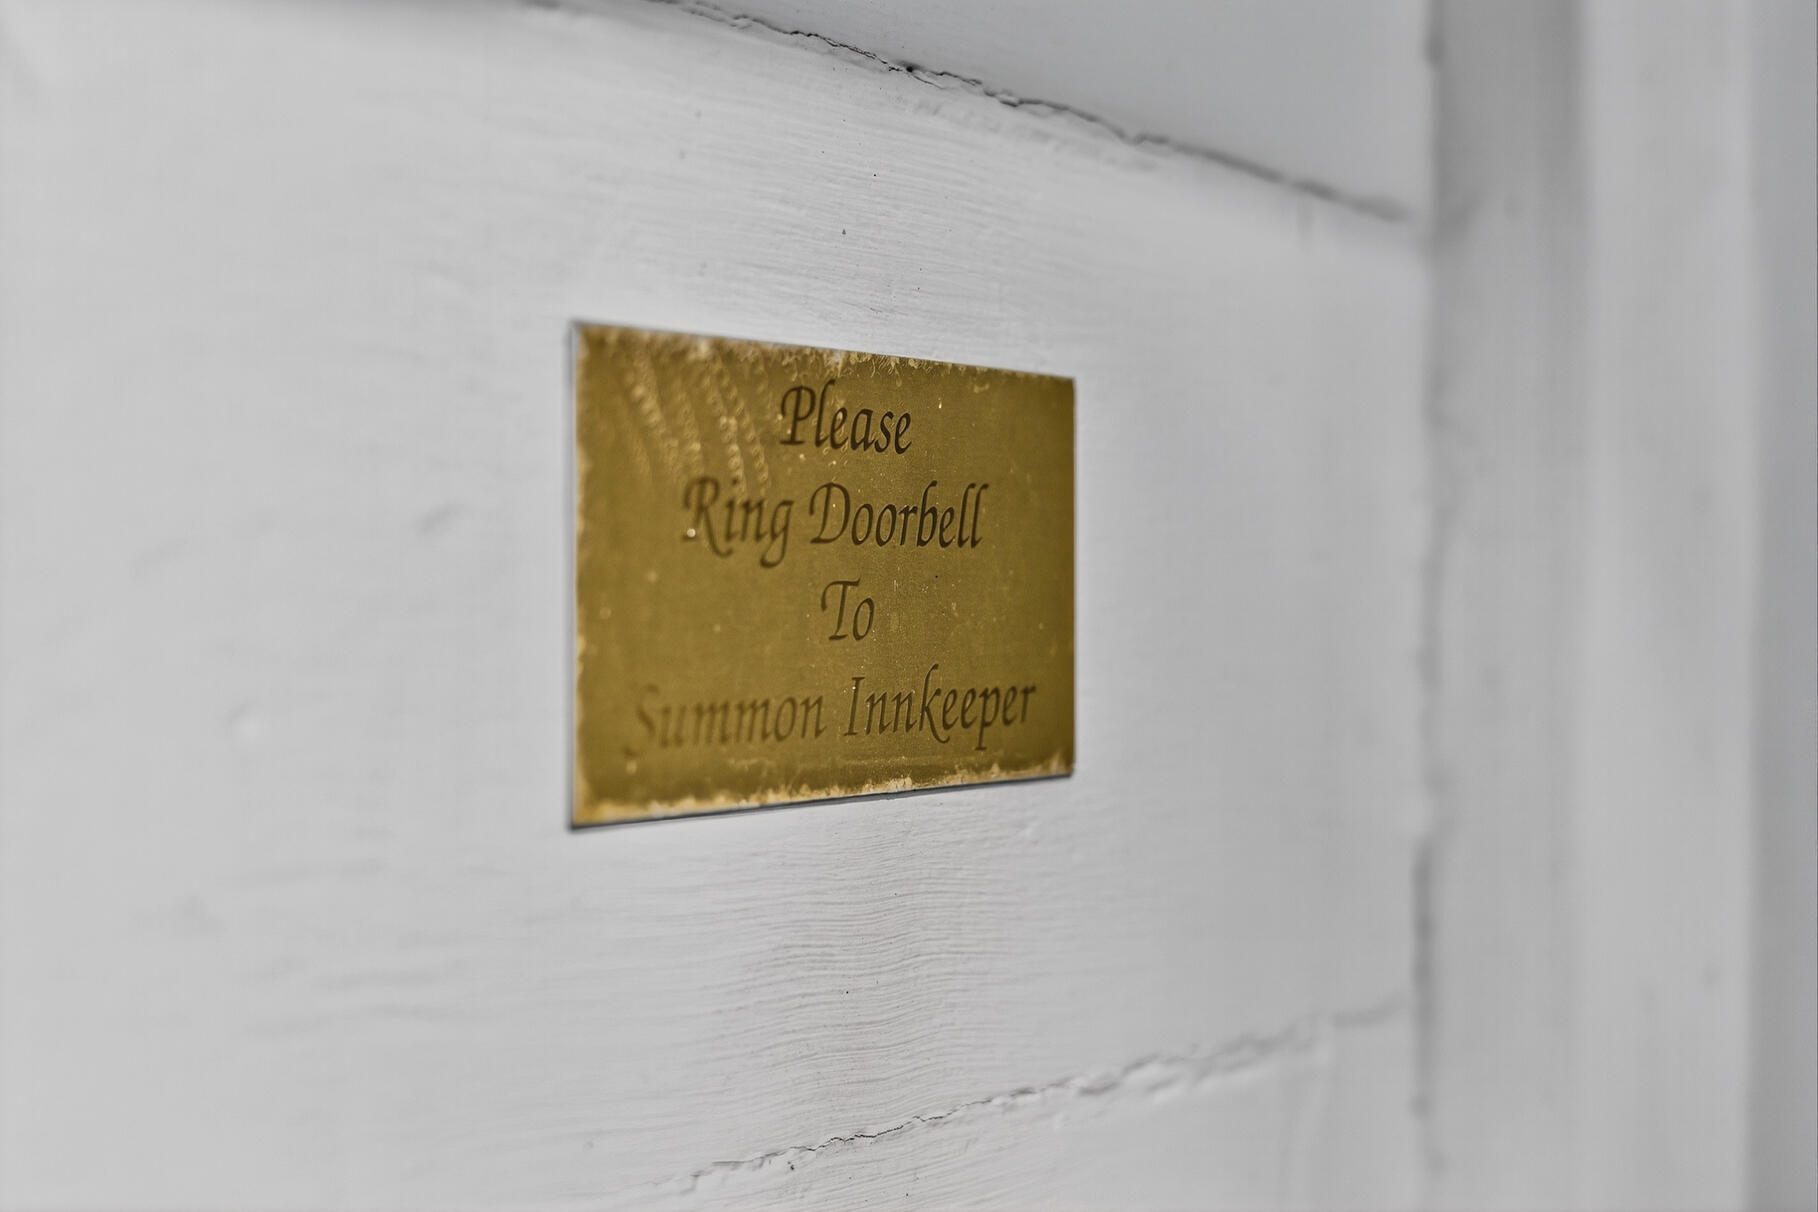 Please
Ring Doorbell
To
Summon Innkeeper